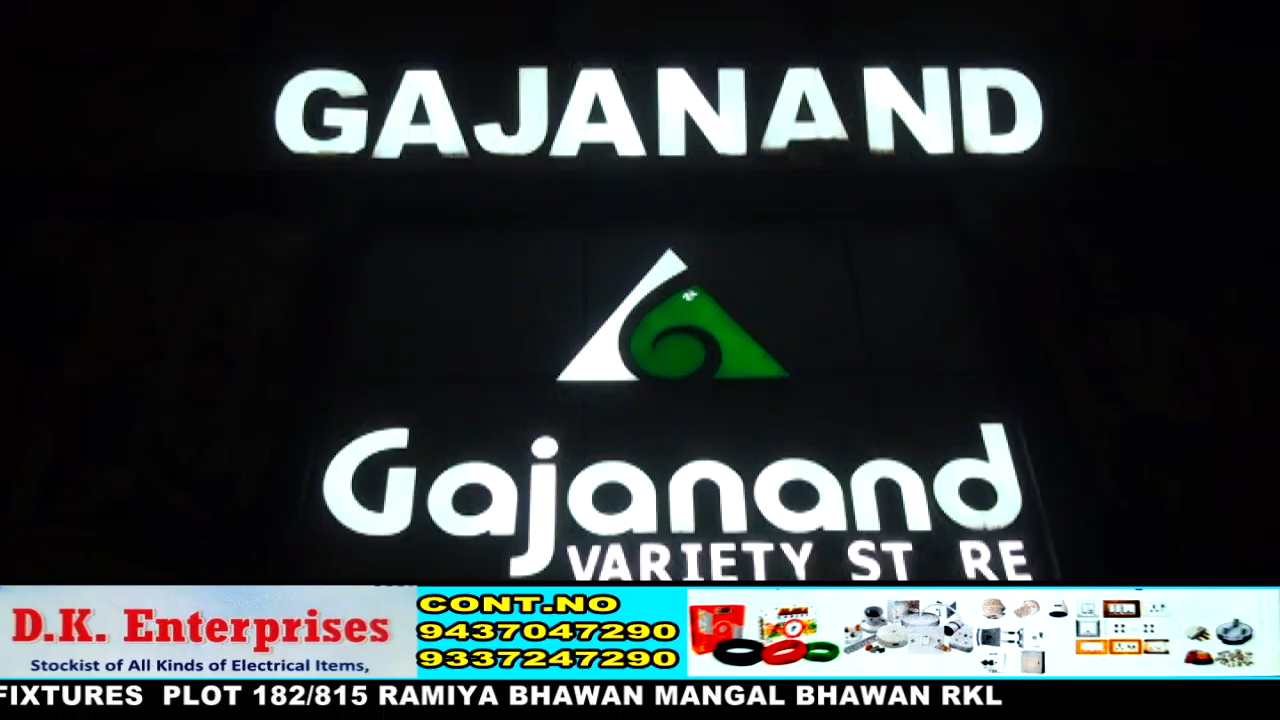 GAJANAND
Gajanand
VARIETY ST RE
D.K. Enterprises
Stockist of All Kinds of Electrical Items,
CONT.NO
9437047290
9337247290
FIXTURES PLOT 182/815 RAMIYA BHAWAN MANGAL BHAWAN RKL